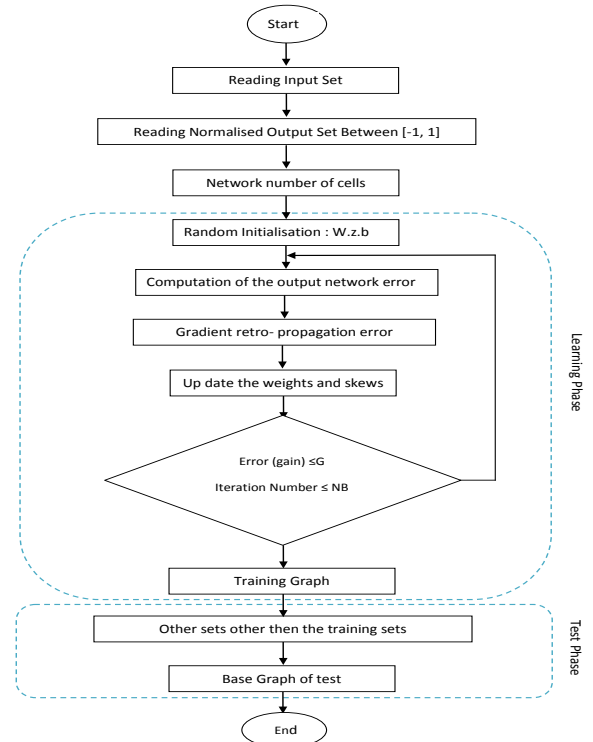 Start
Reading Input Set
Reading Normalised Output Set Between [-1, 1]
Network number of cells
Random Initialisation : W.z.b
Computation of the output network error
Gradient retro- propagation error
Up date the weights and skews
Error (gain) ≤G
Iteration Number ≤ NB
Training Graph
Learning Phase
Other sets other then the training sets
Base Graph of test
Test Phase
End